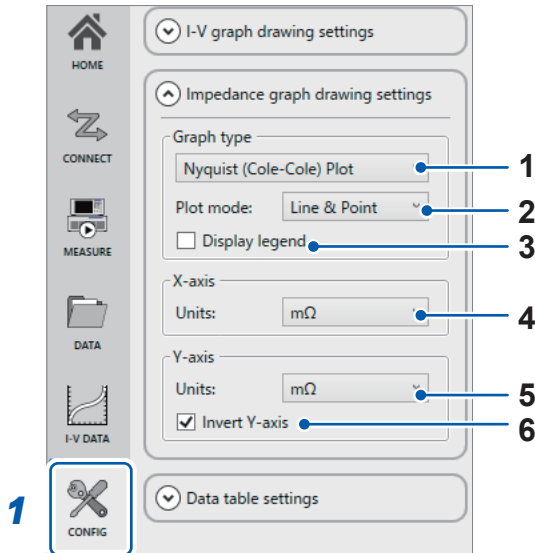 HOME
CONNECT
MEASURE
DATA
I-V DATA
1
CONFIG
I-V graph drawing settings
Impedance graph drawing settings
Graph type
Nyquist (Cole-Cole) Plot
1
Plot mode: Line & Point
2
Display legend
3
X-axis
Units: mΩ
4
Y-axis
Units: mΩ
5
Invert Y-axis
6
Data table settings